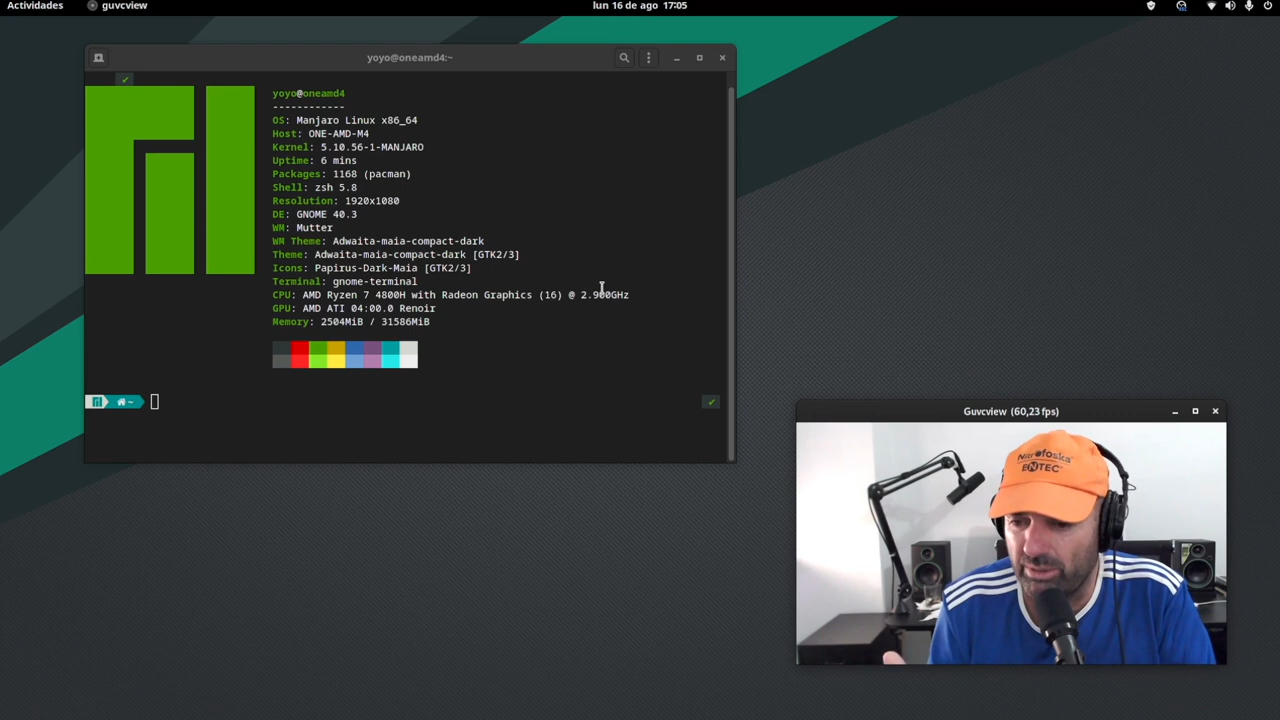 Actividades
guvcview
lun 16 de ago 17:05
yoyo@oneamd4:~
yoyo@oneamd4
------------
OS: Manjaro Linux x86_64
Host: ONE-AMD-M4
Kernel: 5.10.56-1-MANJARO
Uptime: 6 mins
Packages: 1168 (pacman)
Shell: zsh 5.8
Resolution: 1920x1080
DE: GNOME 40.3
WM: Mutter
WM Theme: Adwaita-maia-compact-dark
Theme: Adwaita-maia-compact-dark [GTK2/3]
Icons: Papirus-Dark-Maia [GTK2/3]
Terminal: gnome-terminal
CPU: AMD Ryzen 7 4800H with Radeon Graphics (16) @ 2.900GHz
GPU: AMD ATI 04:00.0 Renoir
Memory: 2504MiB / 31586MiB
~
Guvcview (60,23 fps)
Nitrofoska
ENTEC